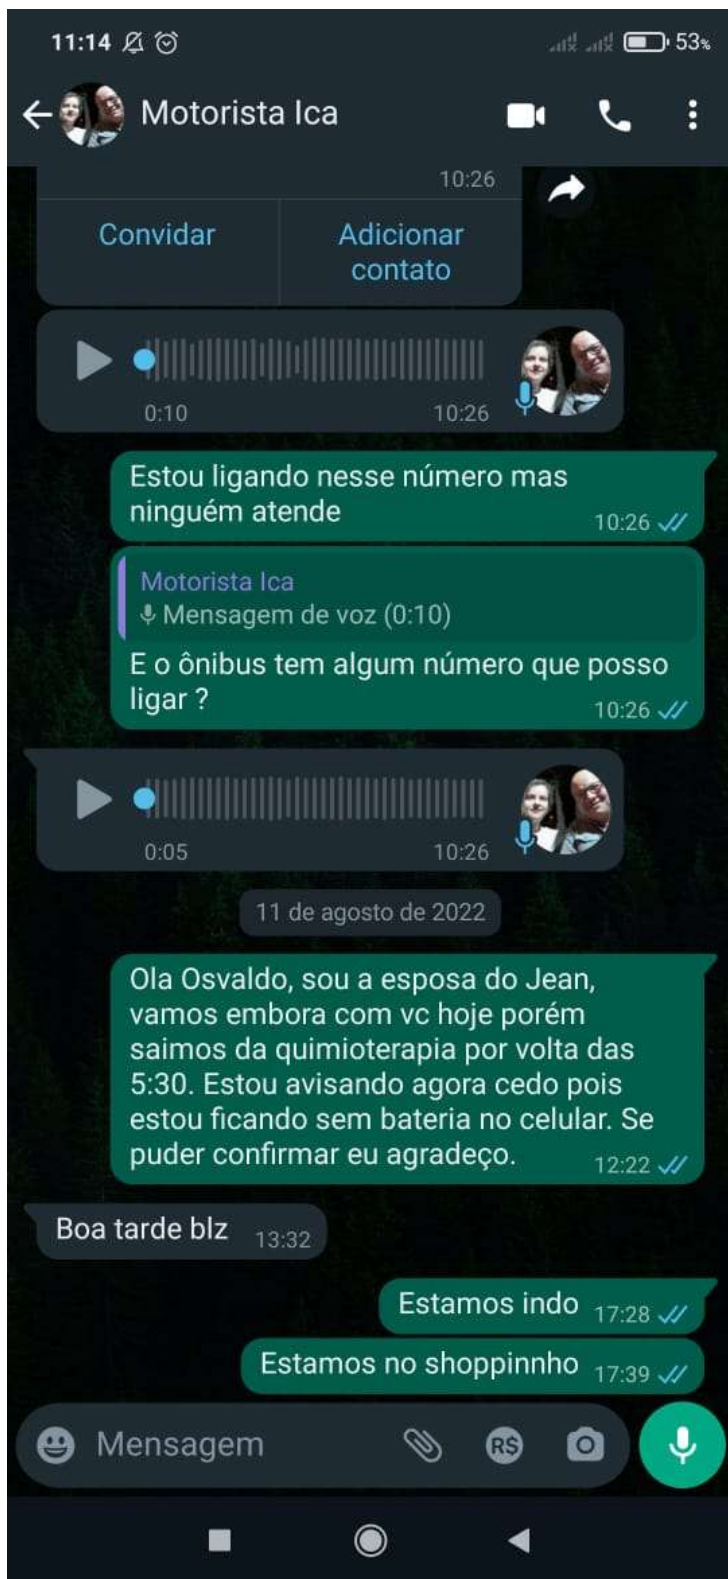 11:14
53%
Motorista Ica
10:26
Convidar
Adicionar
contato
0:10
10:26
Estou ligando nesse número mas
ninguém atende
10:26
Motorista Ica
Mensagem de voz (0:10)
E o ônibus tem algum número que posso
ligar ?
10:26
0:05
10:26
11 de agosto de 2022
Ola Osvaldo, sou a esposa do Jean,
vamos embora com vc hoje porém
saimos da quimioterapia por volta das
5:30. Estou avisando agora cedo pois
estou ficando sem bateria no celular. Se
puder confirmar eu agradeço.
12:22
Boa tarde blz
13:32
Estamos indo
17:28
Estamos no shoppinnho
17:39
Mensagem
R$